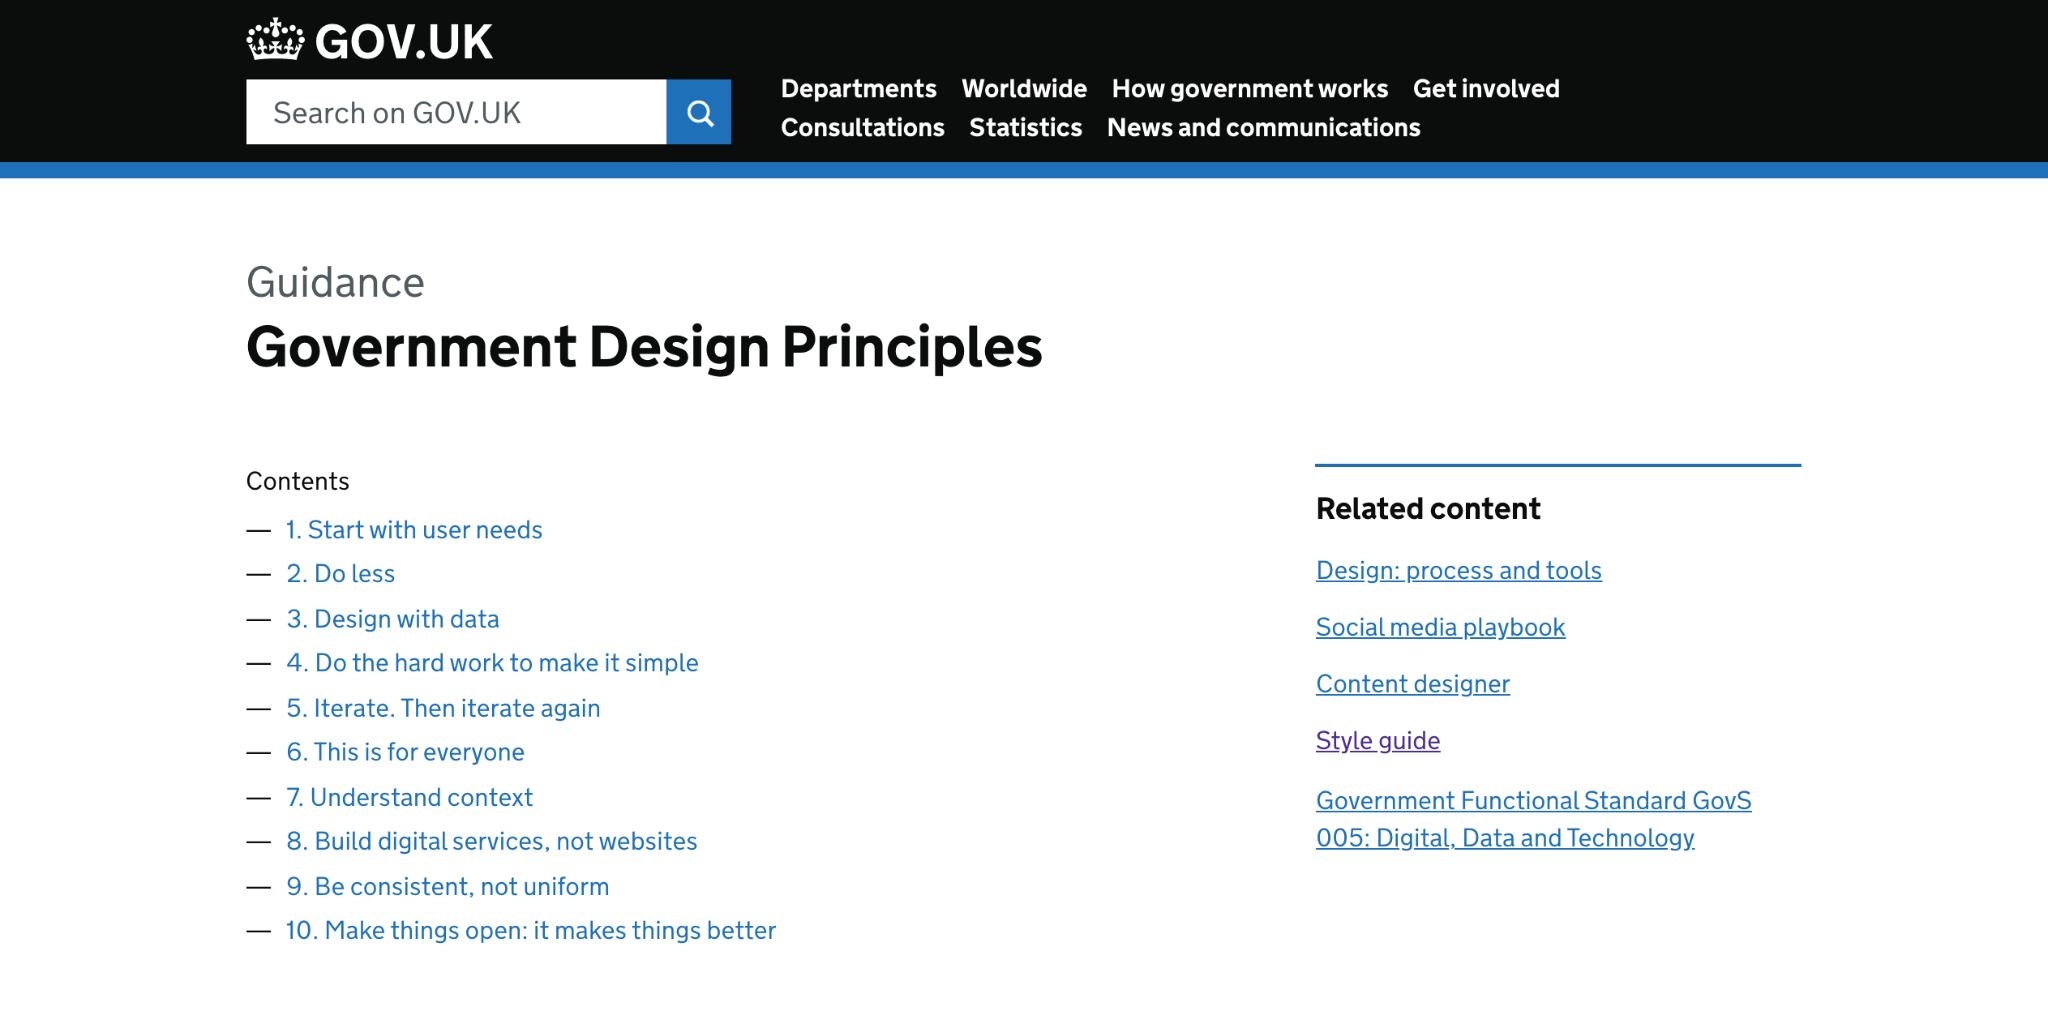 GOV.UK
Search on GOV.UK
Departments Worldwide How government works Get involved
Consultations Statistics News and communications
Guidance
Government Design Principles
Contents
— 1. Start with user needs
— 2. Do less
— 3. Design with data
— 4. Do the hard work to make it simple
— 5. Iterate. Then iterate again
— 6. This is for everyone
— 7. Understand context
— 8. Build digital services, not websites
— 9. Be consistent, not uniform
— 10. Make things open: it makes things better
Related content
Design: process and tools
Social media playbook
Content designer
Style guide
Government Functional Standard GovS
005: Digital, Data and Technology